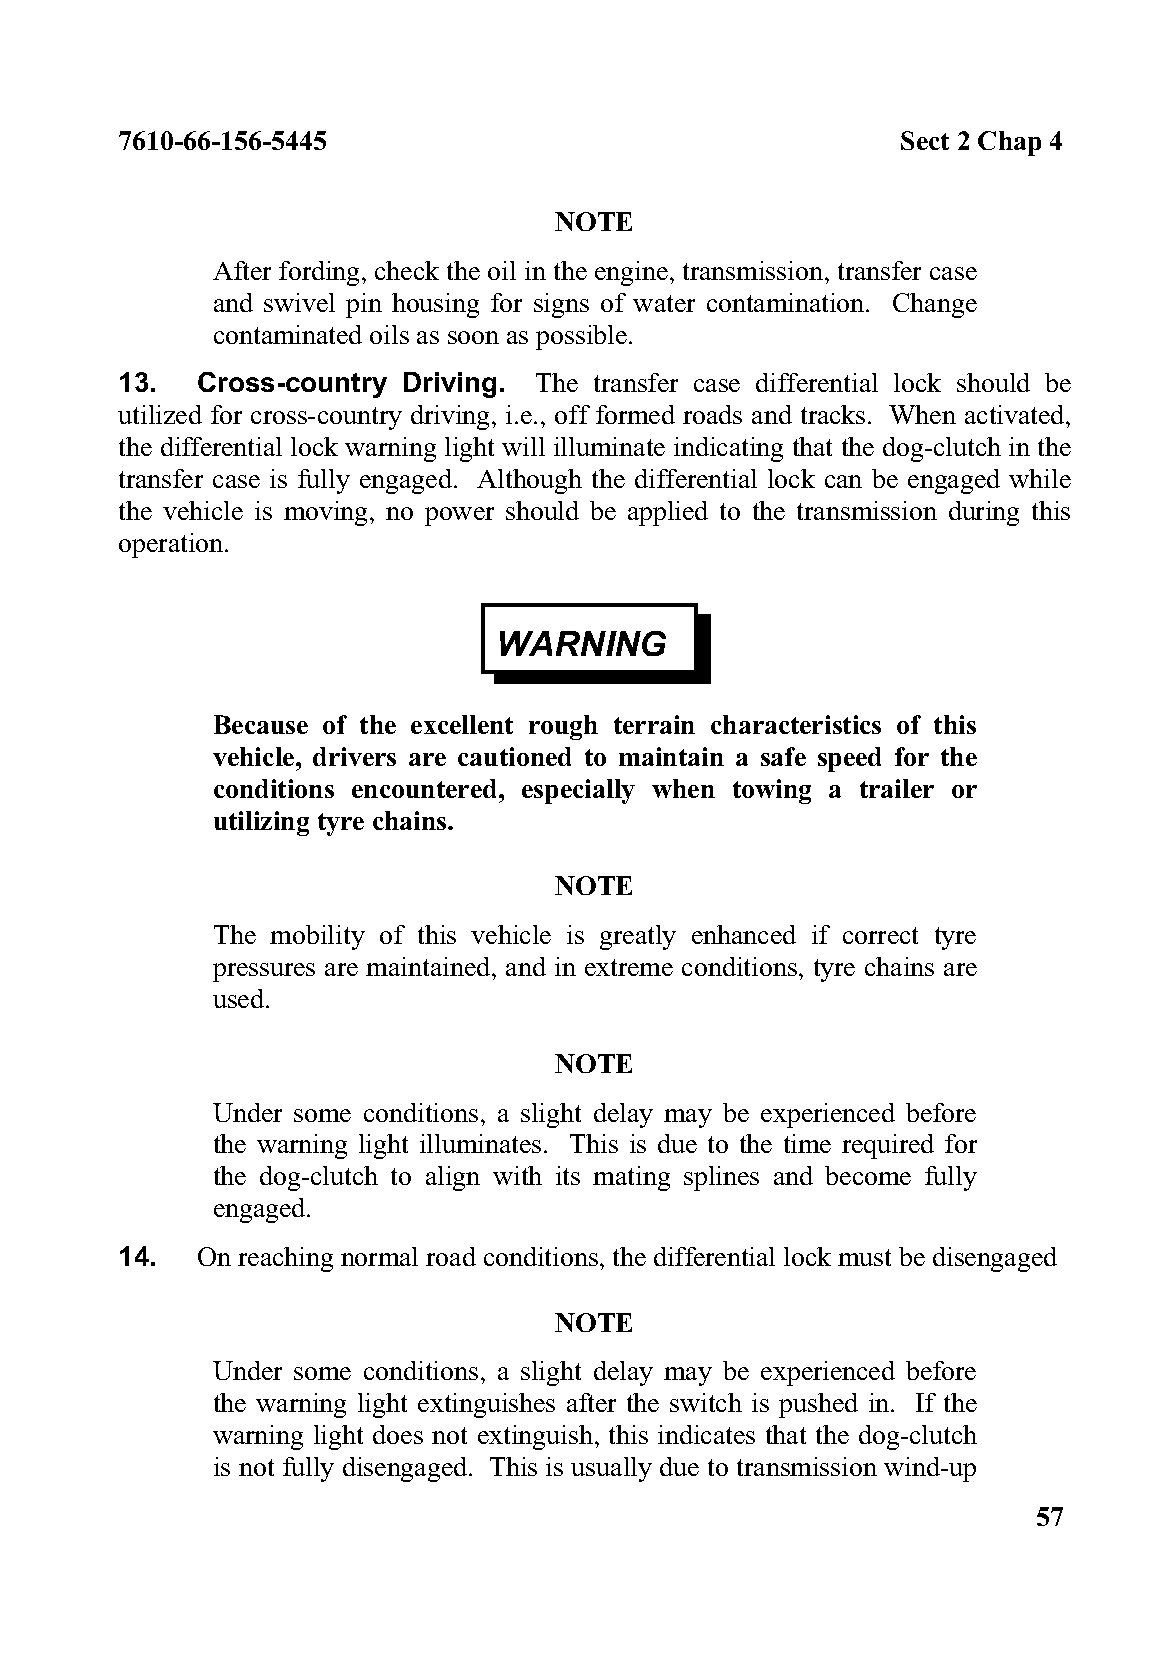 7610-66-156-5445 Sect 2 Chap 4
NOTE
After fording, check the oil in the engine, transmission, transfer case
and swivel pin housing for signs of water contamination. Change
contaminated oils as soon as possible.
13. Cross-country Driving. The transfer case differential lock should be
utilized for cross-country driving, i.e., off formed roads and tracks. When activated,
the differential lock warning light will illuminate indicating that the dog-clutch in the
transfer case is fully engaged. Although the differential lock can be engaged while
the vehicle is moving, no power should be applied to the transmission during this
operation.
WARNING
Because of the excellent rough terrain characteristics of this
vehicle, drivers are cautioned to maintain a safe speed for the
conditions encountered, especially when towing a trailer or
utilizing tyre chains.
NOTE
The mobility of this vehicle is greatly enhanced if correct tyre
pressures are maintained, and in extreme conditions, tyre chains are
used.
NOTE
Under some conditions, a slight delay may be experienced before
the warning light illuminates. This is due to the time required for
the dog-clutch to align with its mating splines and become fully
engaged.
14. On reaching normal road conditions, the differential lock must be disengaged
NOTE
Under some conditions, a slight delay may be experienced before
the warning light extinguishes after the switch is pushed in. If the
warning light does not extinguish, this indicates that the dog-clutch
is not fully disengaged. This is usually due to transmission wind-up
57